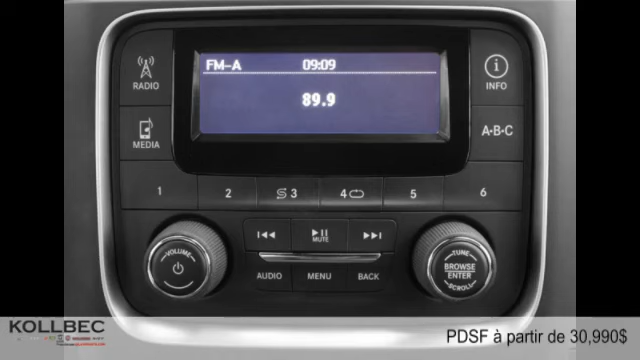 FM-A 09:09
89.9
RADIO
INFO
MEDIA
A·B·C
1 2 3 4 5 6
MUTE
VOLUME
TUNE
BROWSE
ENTER
SCROLL
AUDIO MENU BACK
KOLLBEC
PDSF à partir de 30,990$